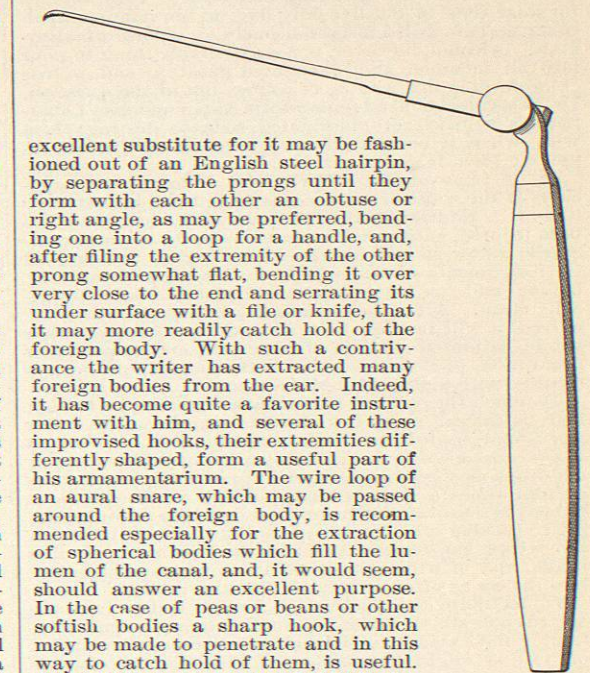 excellent substitute for it may be fash-
ioned out of an English steel hairpin,
by separating the prongs until they
form with each other an obtuse or
right angle, as may be preferred, bend-
ing one into a loop for a handle, and,
after filing the extremity of the other
prong somewhat flat, bending it over
very close to the end and serrating its
under surface with a file or knife, that
it may more readily catch hold of the
foreign body. With such a contriv-
ance the writer has extracted many
foreign bodies from the ear. Indeed,
it has become quite a favorite instru-
ment with him, and several of these
improvised hooks, their extremities dif-
ferently shaped, form a useful part of
his armamentarium. The wire loop of
an aural snare, which may be passed
around the foreign body, is recom-
mended especially for the extraction
of spherical bodies which fill the lu-
men of the canal, and, it would seem,
should answer an excellent purpose.
In the case of peas or beans or other
softish bodies a sharp hook, which
may be made to penetrate and in this
way to catch hold of them, is useful.